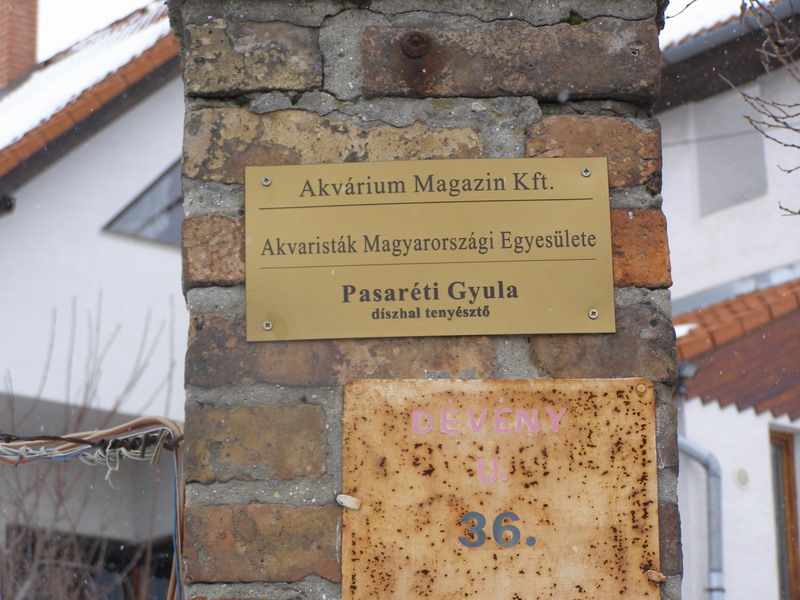 Akvárium Magazin Kft.
Akvaristák Magyarországi Egyesülete
Pasaréti Gyula
díszhal tenyésztő
DÉVÉNY
U.
36.